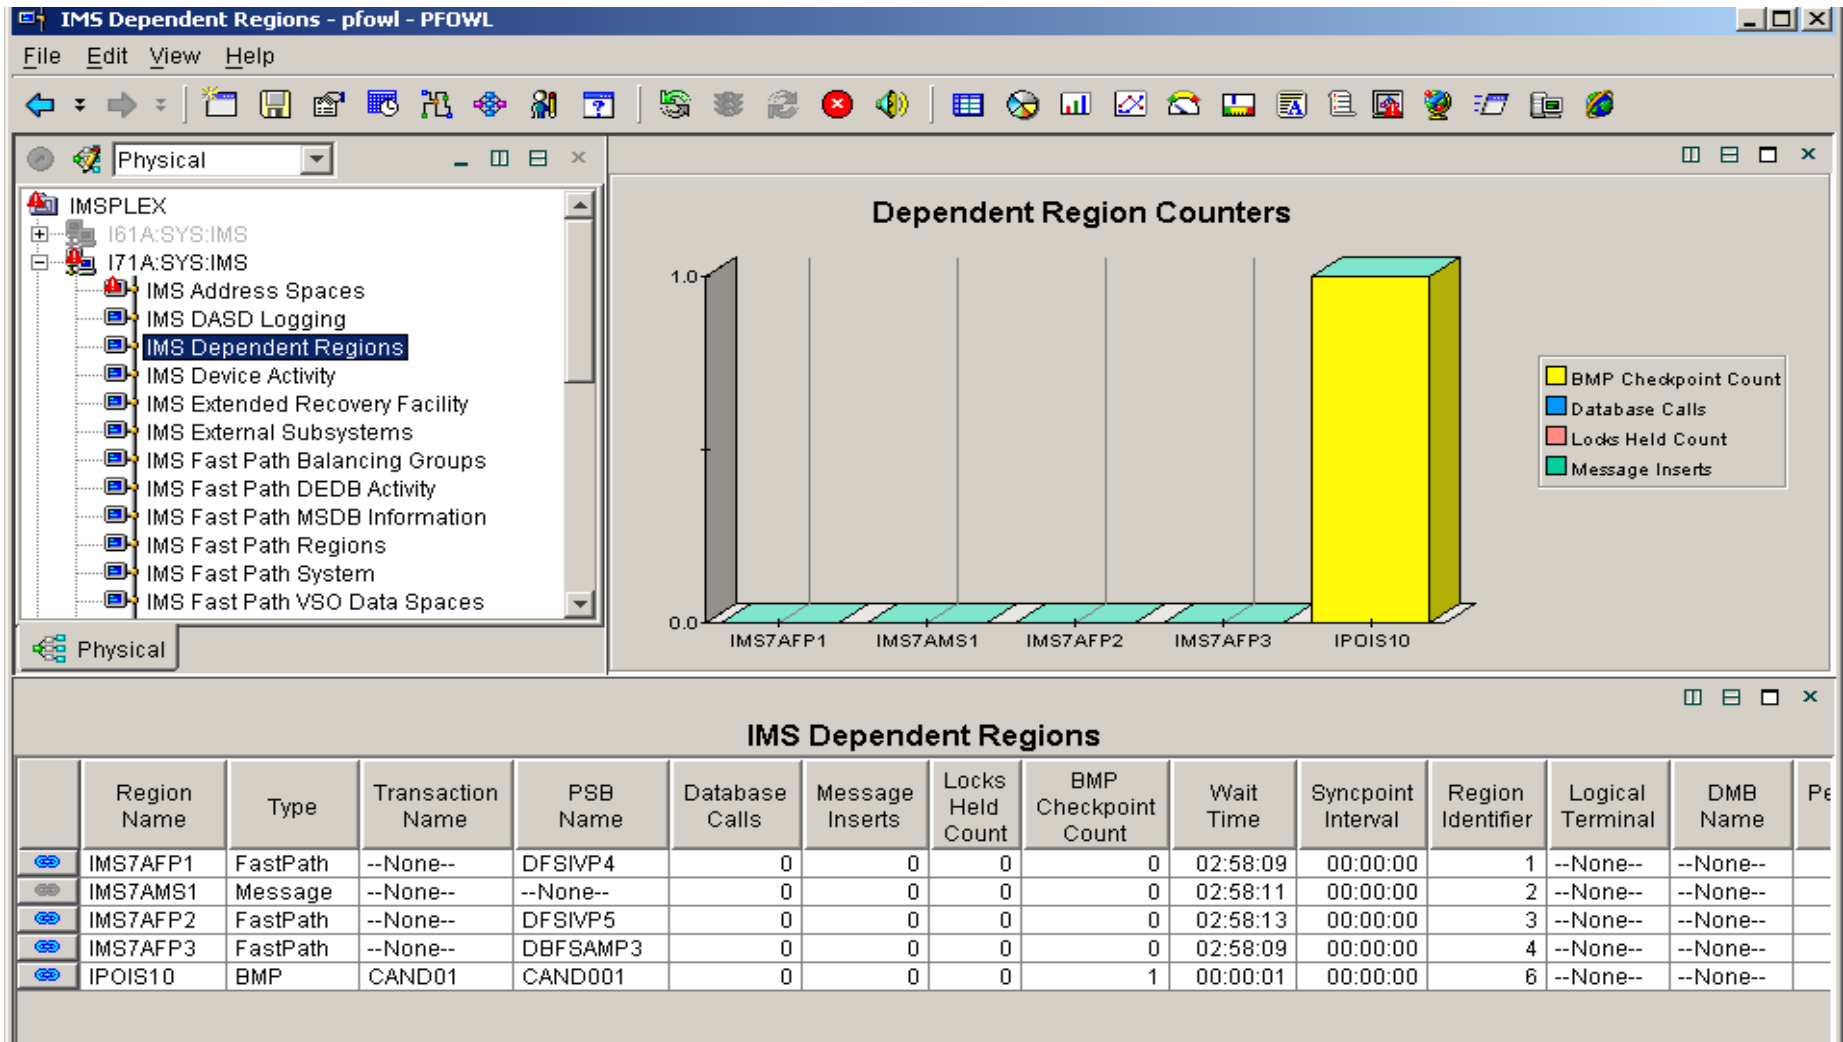 IMS Dependent Regions - pfowl - PFOWL
File Edit View Help
Physical
IMSPLEX
I61A:SYS:IMS
I71A:SYS:IMS
IMS Address Spaces
IMS DASD Logging
IMS Dependent Regions
IMS Device Activity
IMS Extended Recovery Facility
IMS External Subsystems
IMS Fast Path Balancing Groups
IMS Fast Path DEDB Activity
IMS Fast Path MSDB Information
IMS Fast Path Regions
IMS Fast Path System
IMS Fast Path VSO Data Spaces
Physical
Dependent Region Counters
1.0
0.0
IMS7AFP1 IMS7AMS1 IMS7AFP2 IMS7AFP3 IPOIS10
BMP Checkpoint Count
Database Calls
Locks Held Count
Message Inserts
IMS Dependent Regions
Region Name Type Transaction Name PSB Name Database Calls Message Inserts Locks Held Count BMP Checkpoint Count Wait Time Syncpoint Interval Region Identifier Logical Terminal DMB Name Pe
IMS7AFP1 FastPath --None-- DFSIVP4 0 0 0 0 02:58:09 00:00:00 1 --None-- --None--
IMS7AMS1 Message --None-- --None-- 0 0 0 0 02:58:11 00:00:00 2 --None-- --None--
IMS7AFP2 FastPath --None-- DFSIVP5 0 0 0 0 02:58:13 00:00:00 3 --None-- --None--
IMS7AFP3 FastPath --None-- DBFSAMP3 0 0 0 0 02:58:09 00:00:00 4 --None-- --None--
IPOIS10 BMP CAND01 CAND001 0 0 0 1 00:00:01 00:00:00 6 --None-- --None--